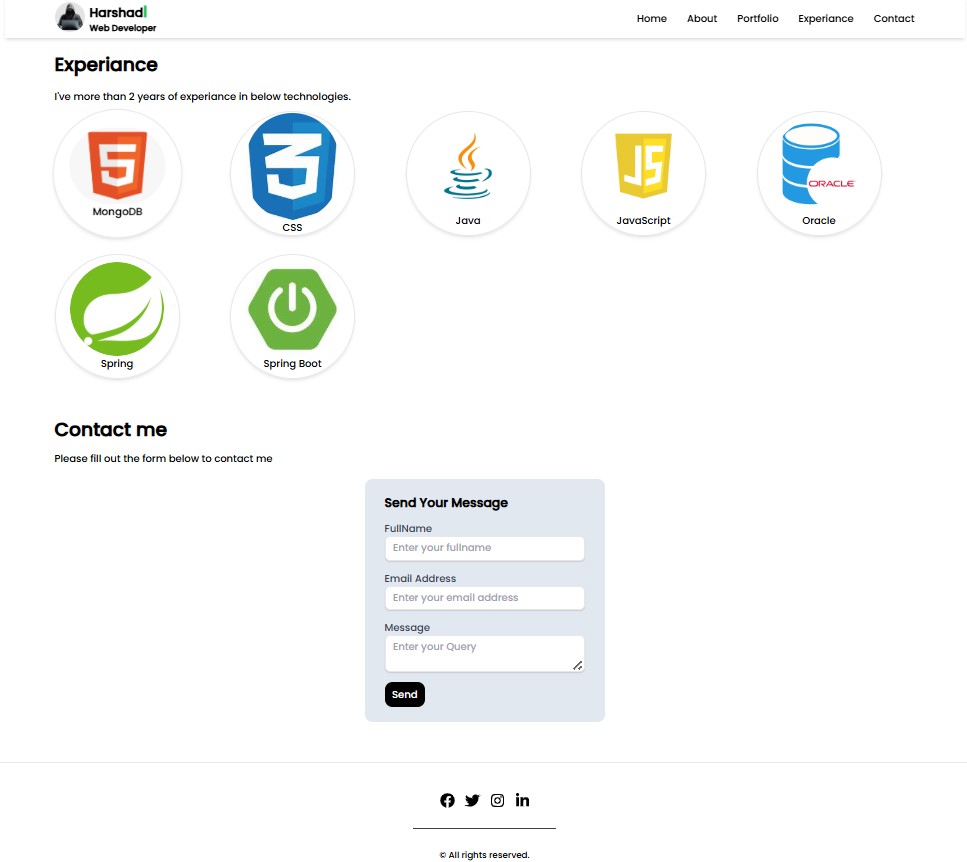 Harshad
Web Developer
Home About Portfolio Experiance Contact
Experiance
I've more than 2 years of experiance in below technologies.
5
MongoDB
3
CSS
Java
JS
JavaScript
ORACLE
Oracle
Spring
Spring Boot
Contact me
Please fill out the form below to contact me
Send Your Message
FullName
Enter your fullname
Email Address
Enter your email address
Message
Enter your Query
Send
© All rights reserved.